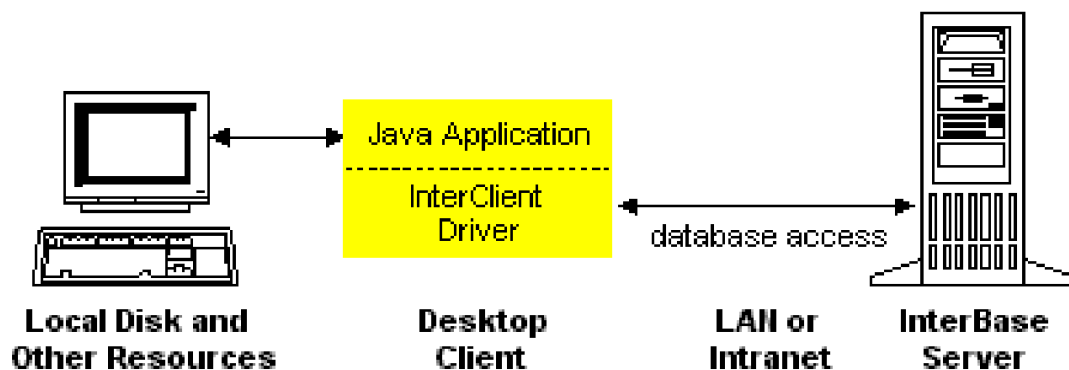 Java Application
InterClient
Driver
database access
Local Disk and
Other Resources
Desktop
Client
LAN or
Intranet
InterBase
Server